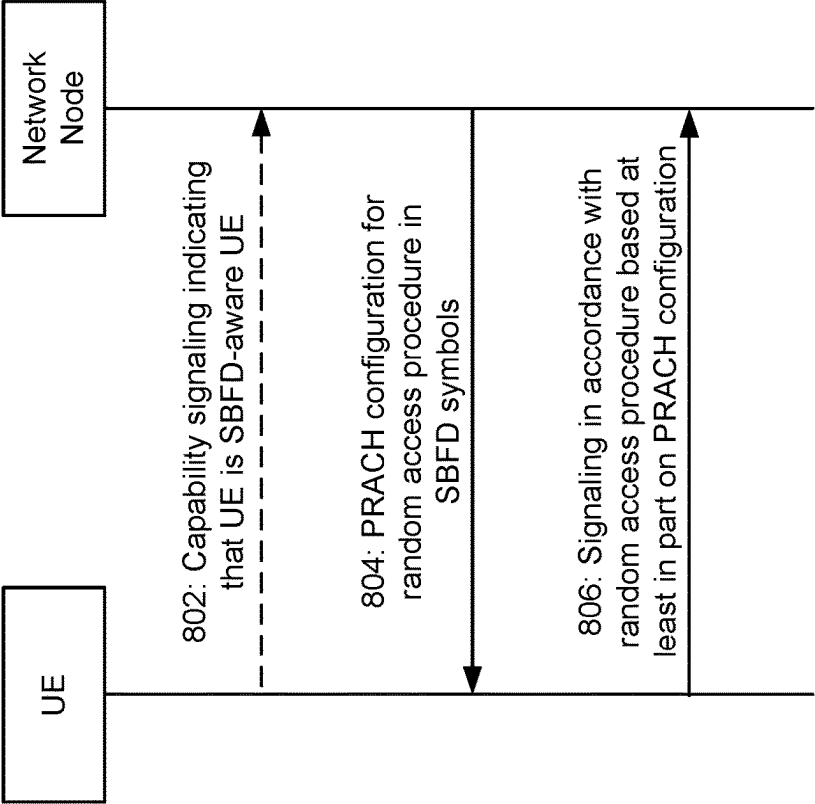 UE
Network
Node
802: Capability signaling indicating
that UE is SBFD-aware UE
804: PRACH configuration for
random access procedure in
SBFD symbols
806: Signaling in accordance with
random access procedure based at
least in part on PRACH configuration